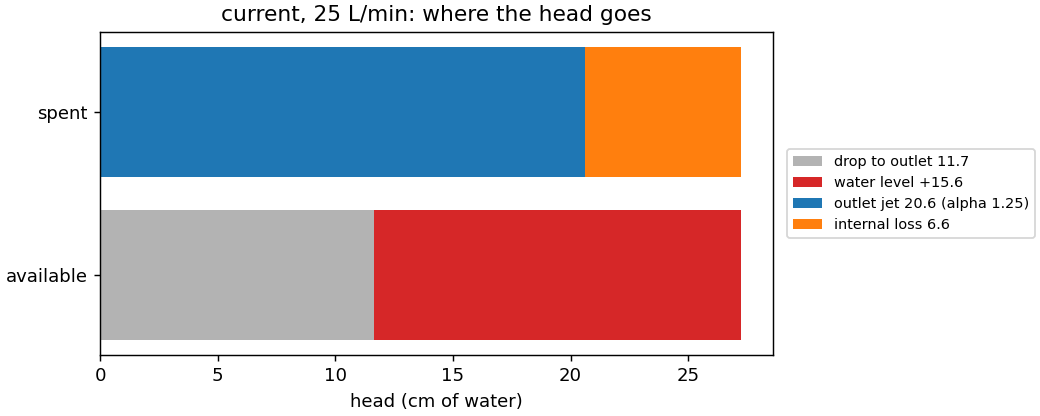 current, 25 L/min: where the head goes
spent
available
0 5 10 15 20 25
head (cm of water)
drop to outlet 11.7
water level +15.6
outlet jet 20.6 (alpha 1.25)
internal loss 6.6